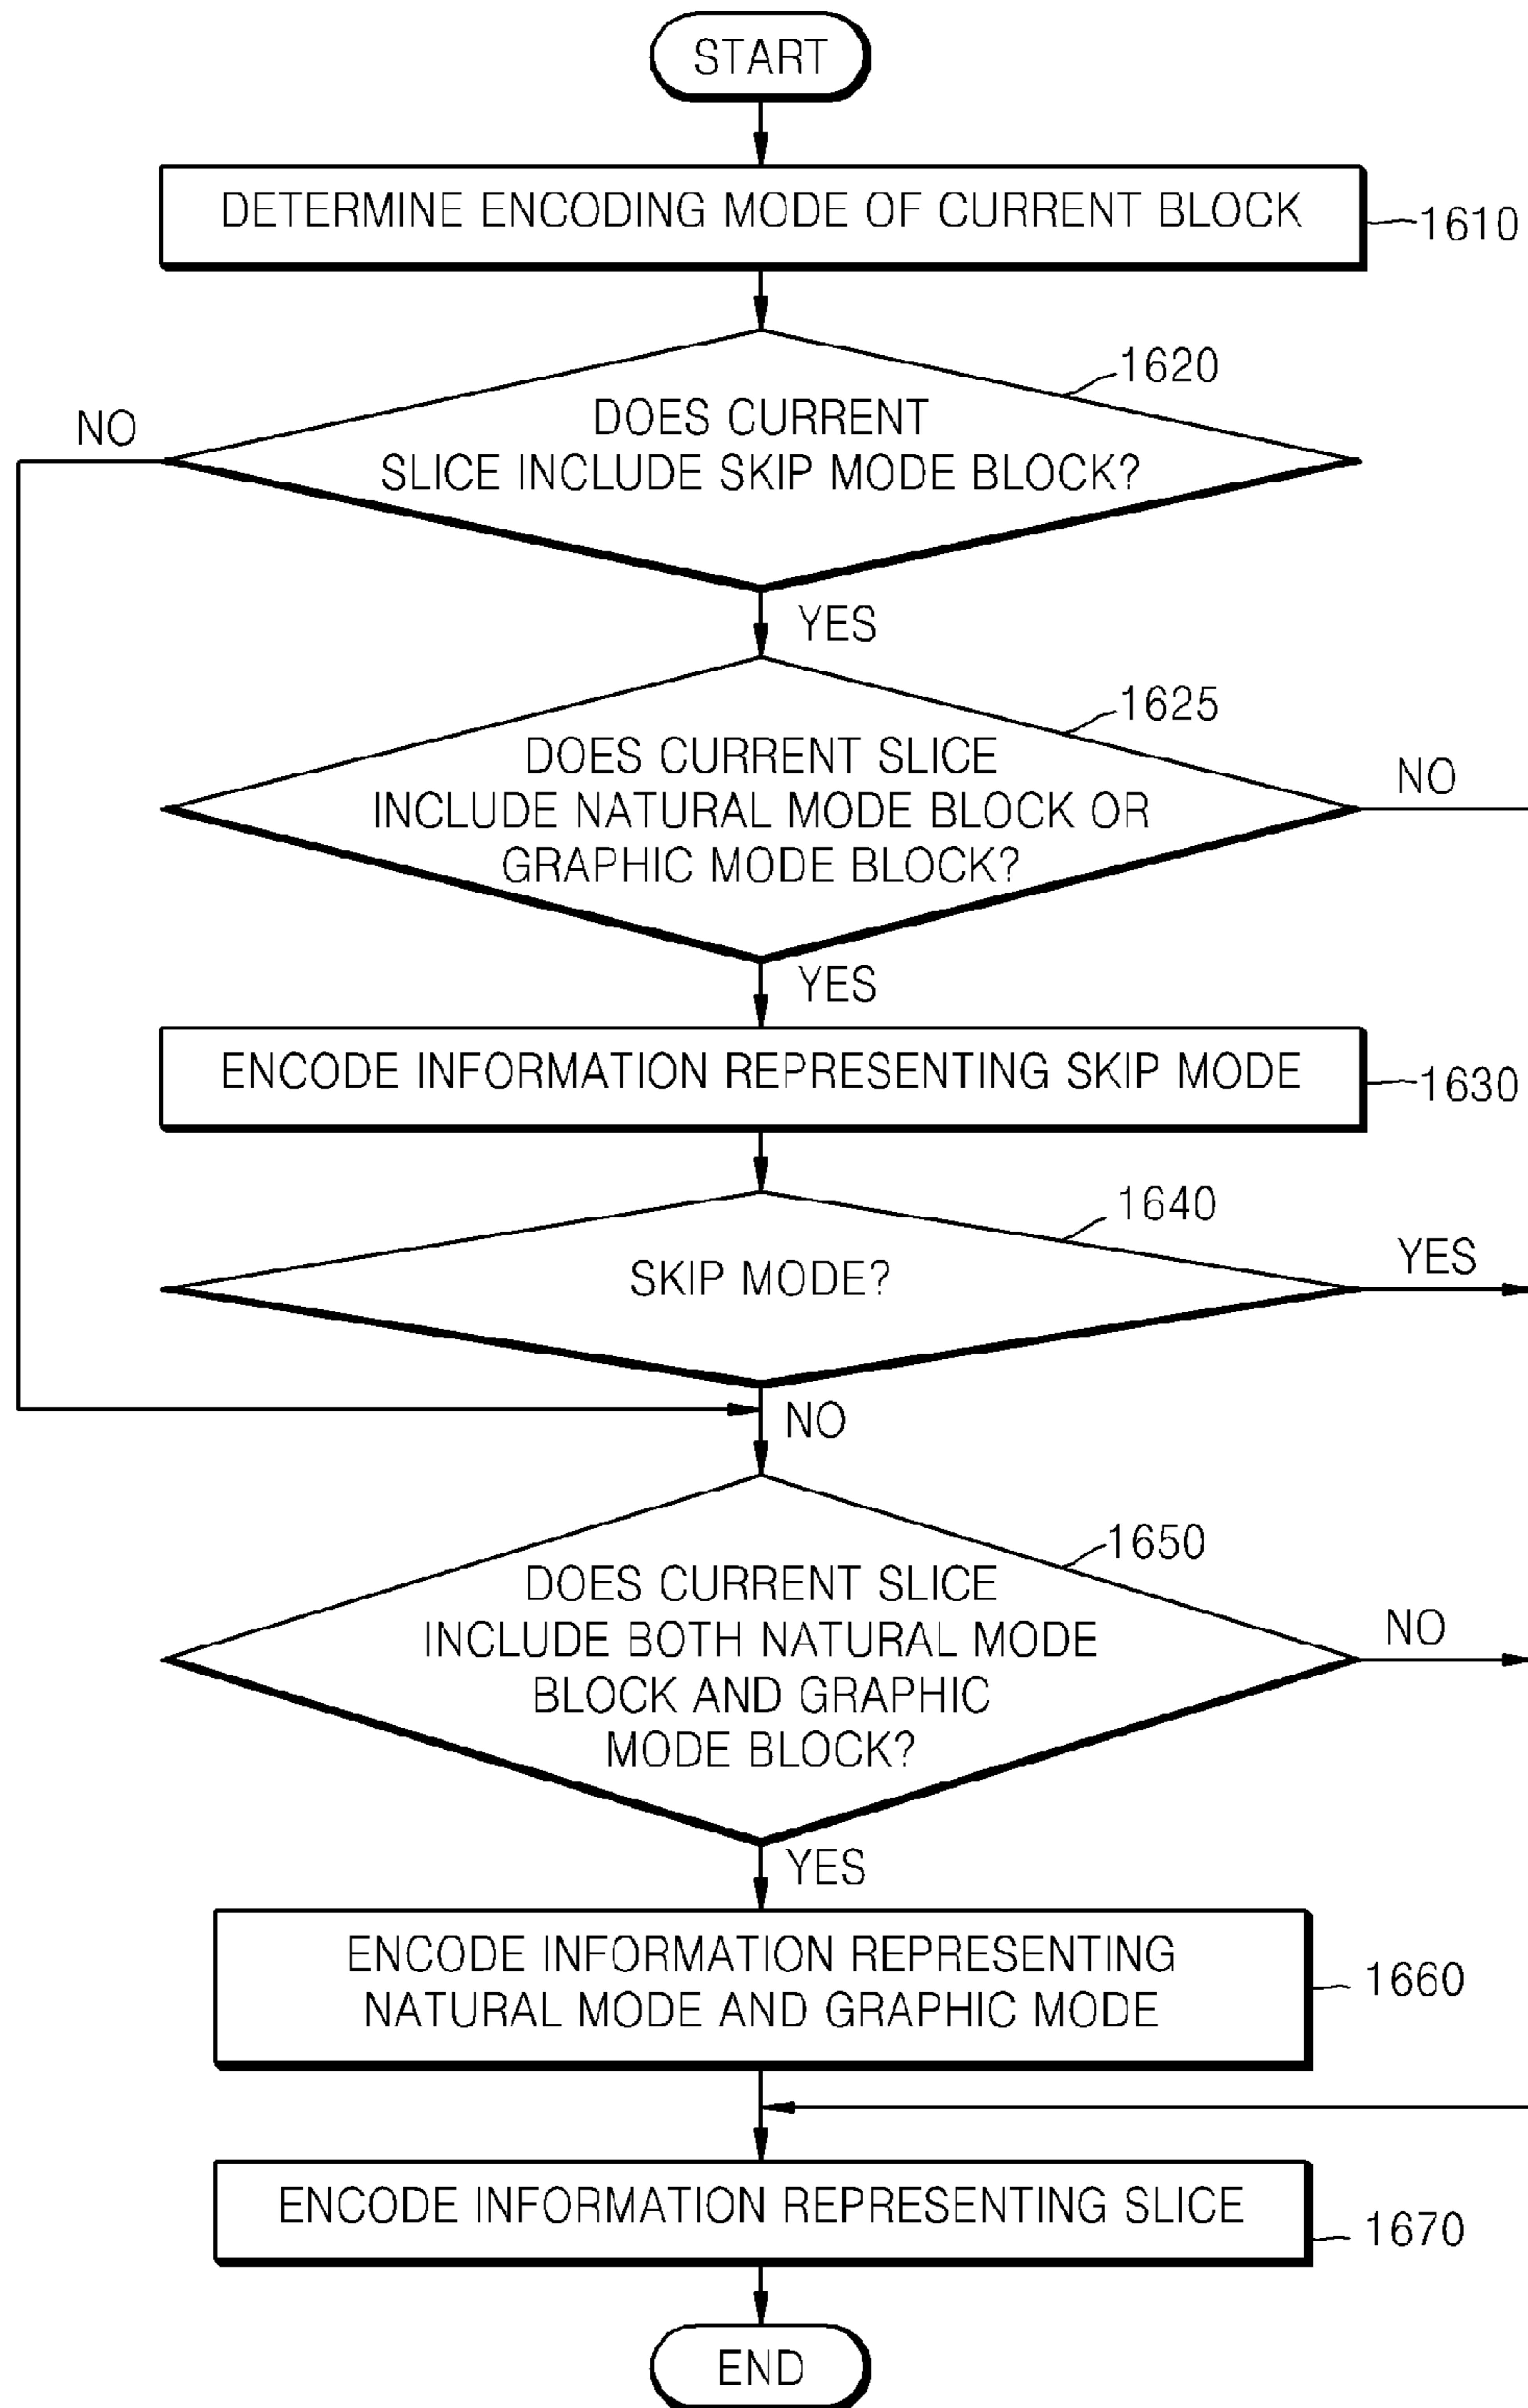 START
DETERMINE ENCODING MODE OF CURRENT BLOCK
1610
1620
NO
DOES CURRENT
SLICE INCLUDE SKIP MODE BLOCK?
YES
1625
DOES CURRENT SLICE
NO
INCLUDE NATURAL MODE BLOCK OR
GRAPHIC MODE BLOCK?
YES
ENCODE INFORMATION REPRESENTING SKIP MODE
1630
1640
YES
SKIP MODE?
NO
1650
DOES CURRENT SLICE
INCLUDE BOTH NATURAL MODE
NO
BLOCK AND GRAPHIC
MODE BLOCK?
YES
ENCODE INFORMATION REPRESENTING
NATURAL MODE AND GRAPHIC MODE
1660
ENCODE INFORMATION REPRESENTING SLICE
1670
END